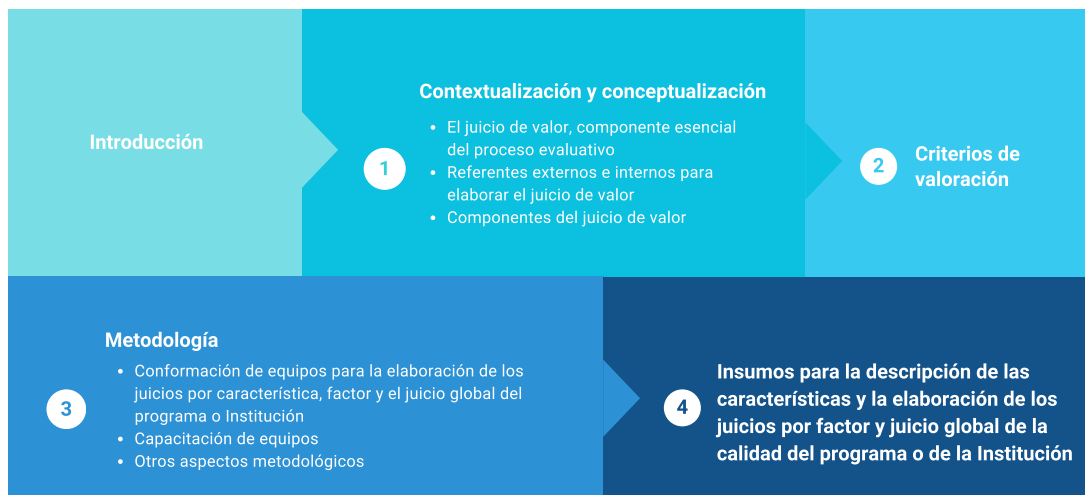 Introducción
1
Contextualización y conceptualización
• El juicio de valor, componente esencial
del proceso evaluativo
• Referentes externos e internos para
elaborar el juicio de valor
• Componentes del juicio de valor
2
Criterios de
valoración
3
Metodología
• Conformación de equipos para la elaboración de los
juicios por característica, factor y el juicio global del
programa o Institución
• Capacitación de equipos
• Otros aspectos metodológicos
4
Insumos para la descripción de las
características y la elaboración de los
juicios por factor y juicio global de la
calidad del programa o de la Institución